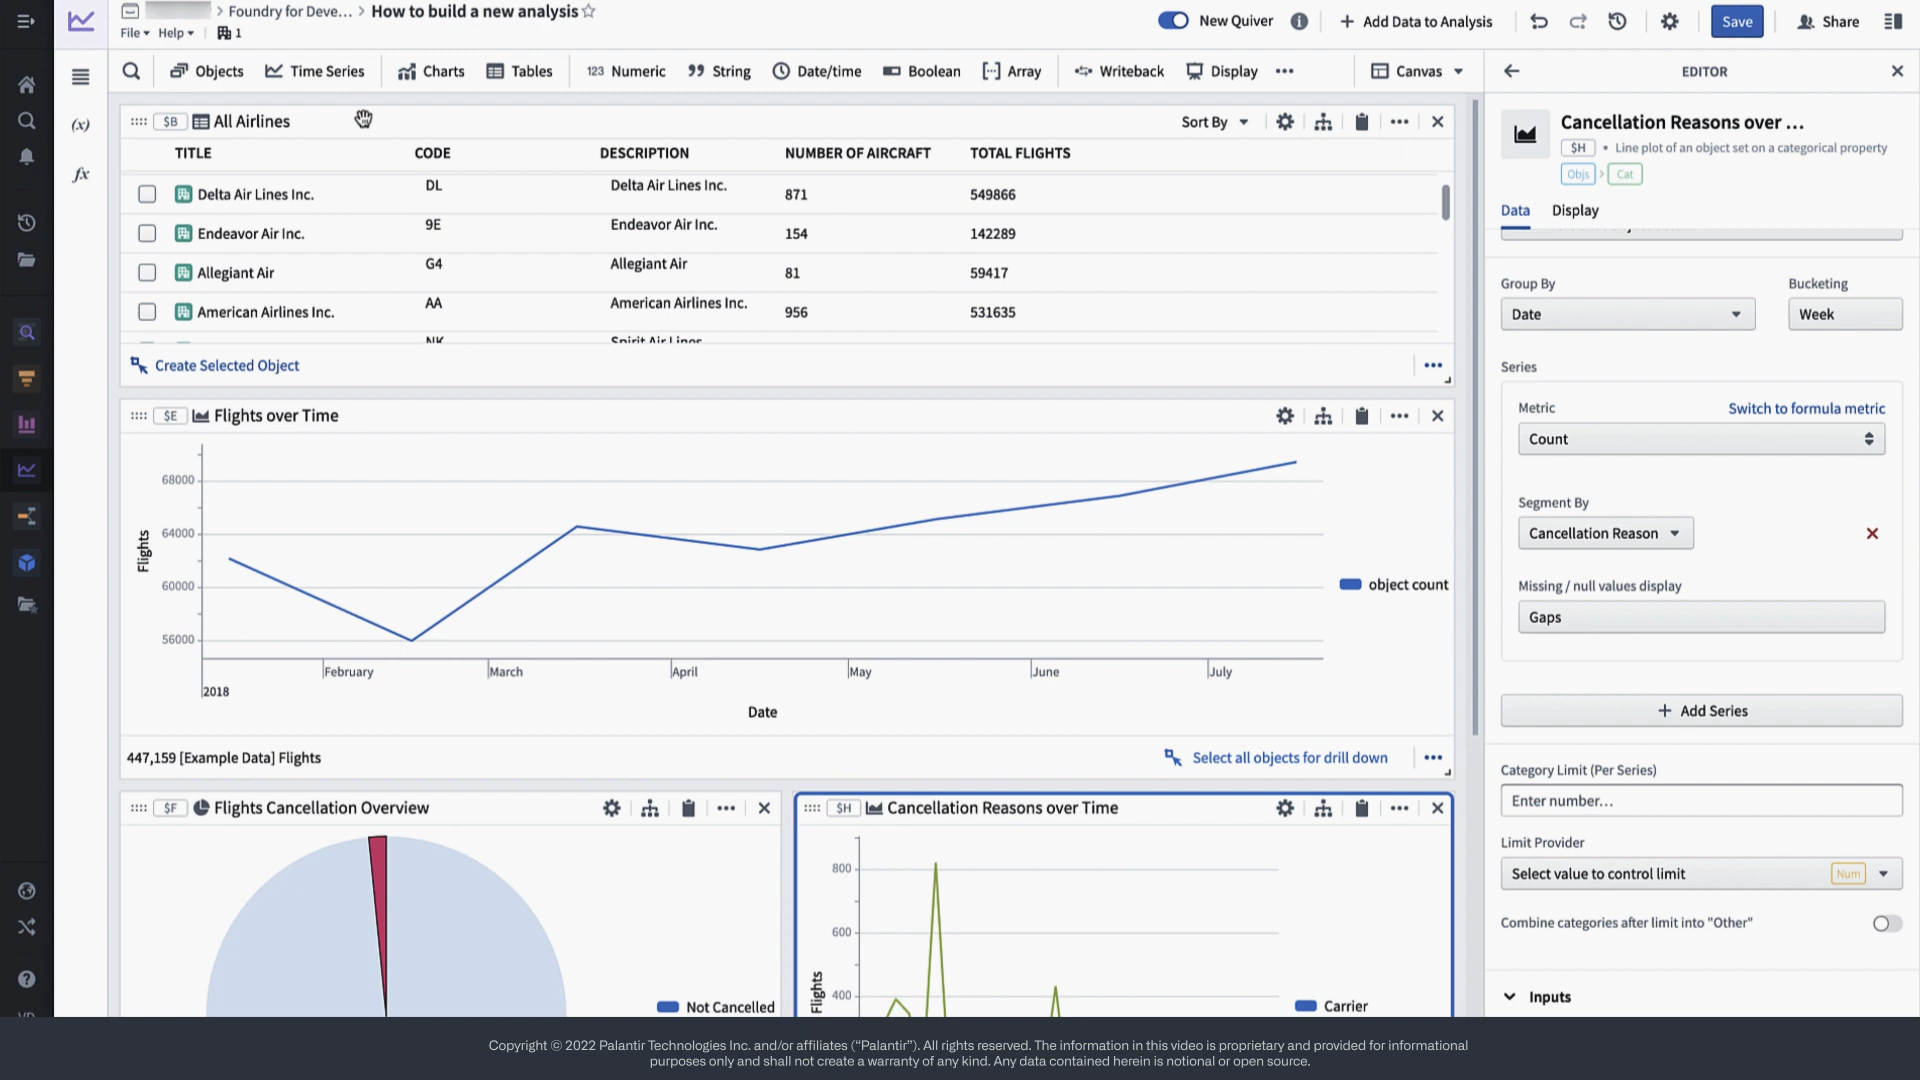 Foundry for Deve... > How to build a new analysis
File Help 1
New Quiver
Add Data to Analysis
Save
Share
Objects Time Series Charts Tables 123 Numeric String Date/time Boolean Array Writeback Display ••• Canvas
(x)
fx
$B All Airlines Sort By
TITLE CODE DESCRIPTION NUMBER OF AIRCRAFT TOTAL FLIGHTS
Delta Air Lines Inc. DL Delta Air Lines Inc. 871 549866
Endeavor Air Inc. 9E Endeavor Air Inc. 154 142289
Allegiant Air G4 Allegiant Air 81 59417
American Airlines Inc. AA American Airlines Inc. 956 531635
NK Spirit Air Lines
Create Selected Object
$E Flights over Time
68000
64000
60000
56000
Flights
object count
February March April May June July
2018
Date
447,159 [Example Data] Flights Select all objects for drill down
$F Flights Cancellation Overview
Not Cancelled
$H Cancellation Reasons over Time
800
600
400
Flights
Carrier
EDITOR
Cancellation Reasons over ...
$H • Line plot of an object set on a categorical property
Objs > Cat
Data Display
Group By Bucketing
Date Week
Series
Metric Switch to formula metric
Count
Segment By
Cancellation Reason
Missing / null values display
Gaps
+ Add Series
Category Limit (Per Series)
Enter number...
Limit Provider
Select value to control limit Num
Combine categories after limit into "Other"
Inputs
Copyright © 2022 Palantir Technologies Inc. and/or affiliates (“Palantir”). All rights reserved. The information in this video is proprietary and provided for informational
purposes only and shall not create a warranty of any kind. Any data contained herein is notional or open source.